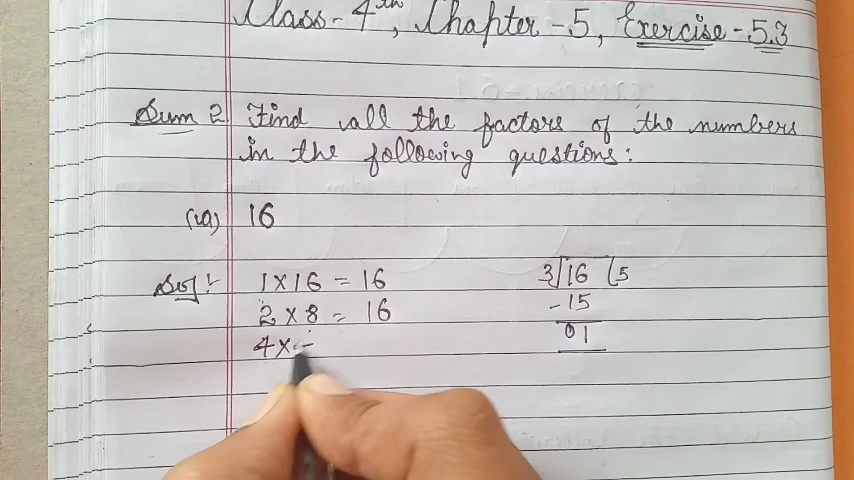 Class - 4th, Chapter - 5, Exercise - 5.3
Sum 2 Find all the factors of the numbers
in the following questions:
(a) 16
Sol:- 1 × 16 = 16
2 × 8 = 16
4 ×
3)16(5
-15
01